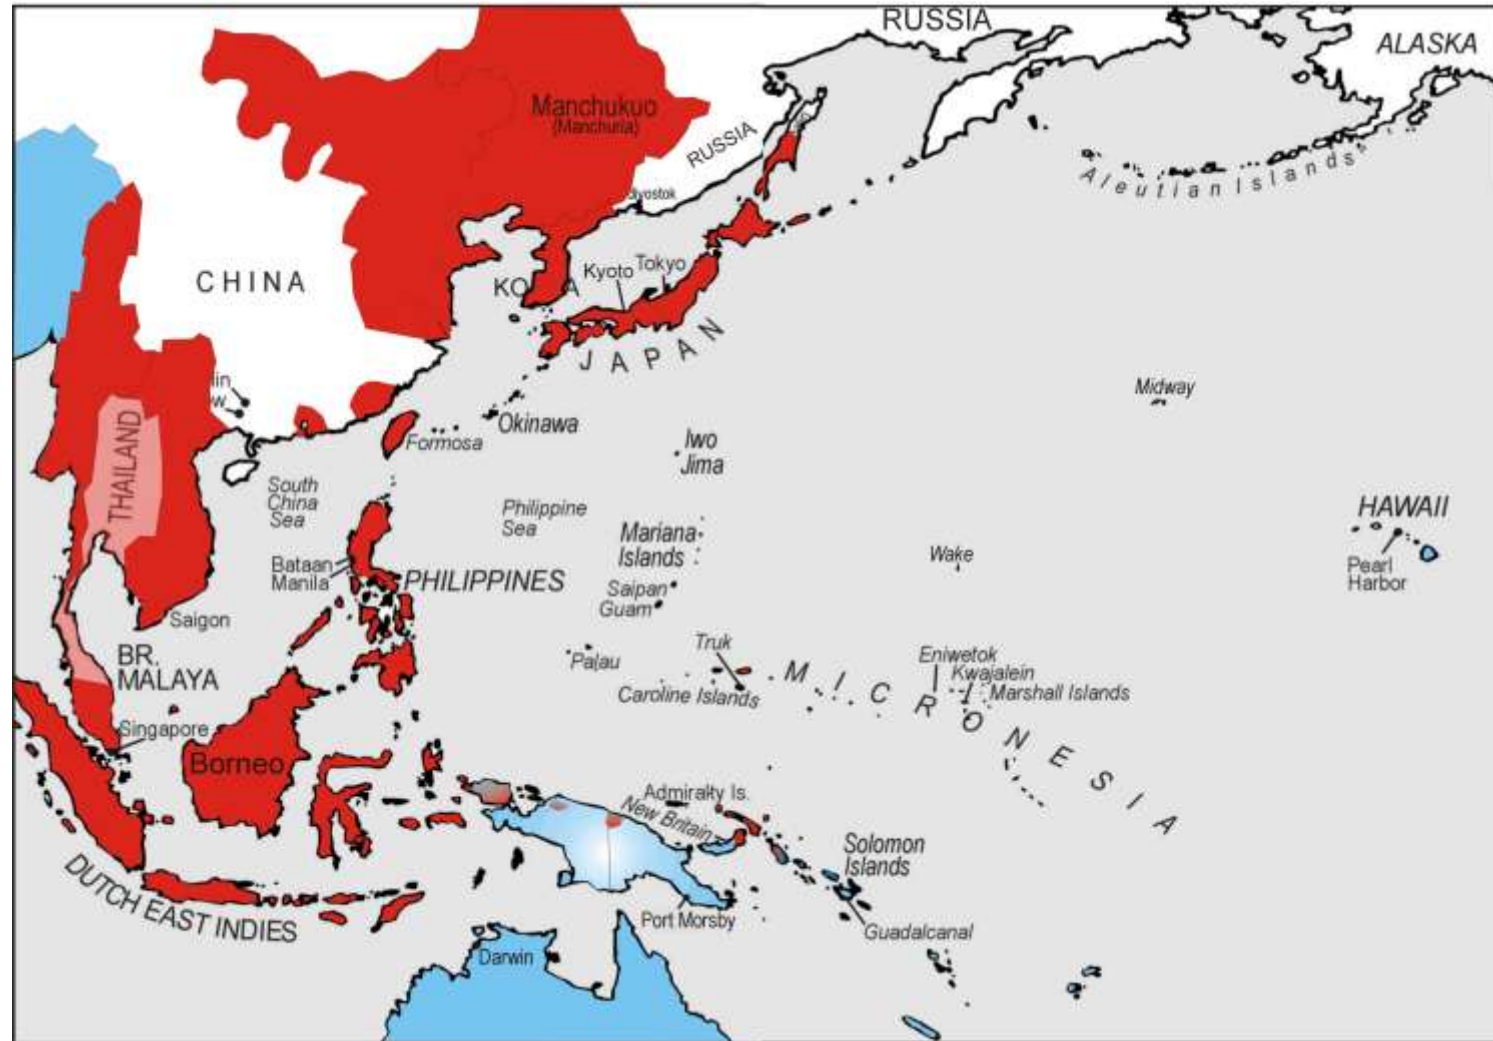 RUSSIA
ALASKA
Manchukuo
(Manchuria)
RUSSIA
diyostok
Aleutian Islands
CHINA
KO A
Kyoto
Tokyo
JAPAN
lin
w
Midway
THAILAND
Formosa
Okinawa
Iwo
Jima
South
China
Sea
Philippine
Sea
HAWAII
Mariana
Islands
Wake
Bataan
Manila
PHILIPPINES
Pearl
Harbor
Saipan
Guam
Saigon
Truk
Palau
BR.
MALAYA
Eniwetok
Kwajalein
Marshall Islands
Caroline Islands
MICRONESIA
Singapore
Borneo
Admiralty Is.
New Britain
Solomon
Islands
DUTCH EAST INDIES
Port Morsby
Guadalcanal
Darwin